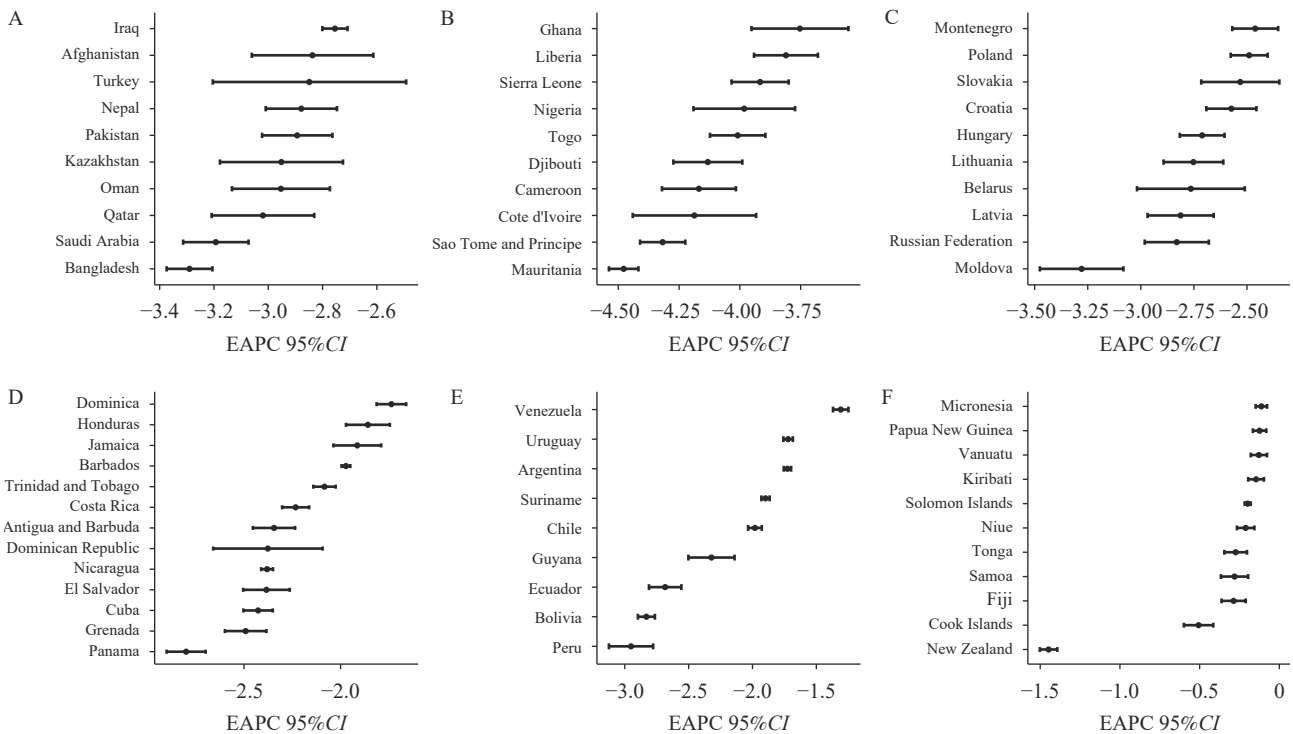 A
Iraq
Afghanistan
Turkey
Nepal
Pakistan
Kazakhstan
Oman
Qatar
Saudi Arabia
Bangladesh
−3.4 −3.2 −3.0 −2.8 −2.6
EAPC 95%CI
B
Ghana
Liberia
Sierra Leone
Nigeria
Togo
Djibouti
Cameroon
Cote d'Ivoire
Sao Tome and Principe
Mauritania
−4.50 −4.25 −4.00 −3.75
EAPC 95%CI
C
Montenegro
Poland
Slovakia
Croatia
Hungary
Lithuania
Belarus
Latvia
Russian Federation
Moldova
−3.50 −3.25 −3.00 −2.75 −2.50
EAPC 95%CI
D
Dominica
Honduras
Jamaica
Barbados
Trinidad and Tobago
Costa Rica
Antigua and Barbuda
Dominican Republic
Nicaragua
El Salvador
Cuba
Grenada
Panama
−2.5 −2.0
EAPC 95%CI
E
Venezuela
Uruguay
Argentina
Suriname
Chile
Guyana
Ecuador
Bolivia
Peru
−3.0 −2.5 −2.0 −1.5
EAPC 95%CI
F
Micronesia
Papua New Guinea
Vanuatu
Kiribati
Solomon Islands
Niue
Tonga
Samoa
Fiji
Cook Islands
New Zealand
−1.5 −1.0 −0.5 0
EAPC 95%CI